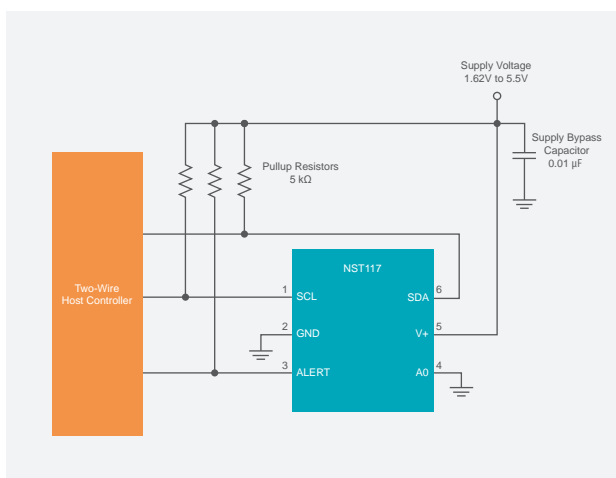 Supply Voltage
1.62V to 5.5V
Supply Bypass
Capacitor
0.01 μF
Pullup Resistors
5 kΩ
Two-Wire
Host Controller
NST117
1
SCL
SDA
6
2
GND
V+
5
3
ALERT
A0
4